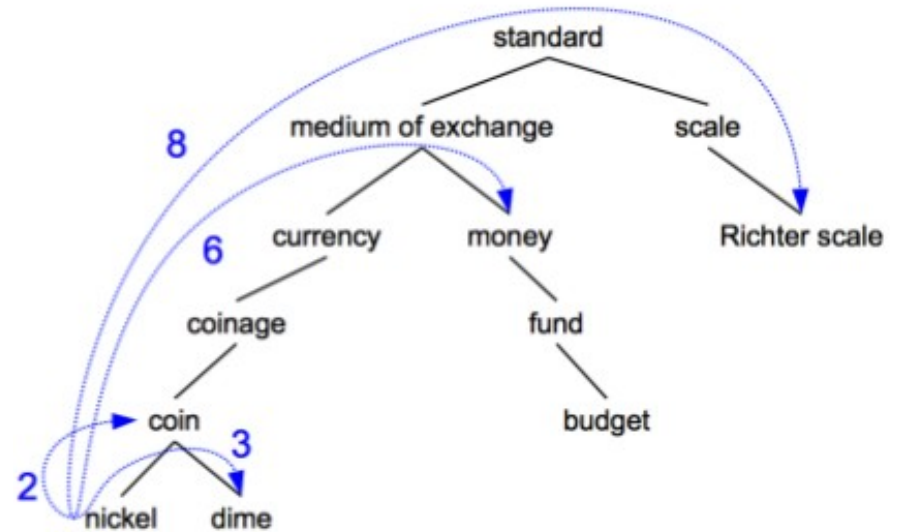 standard
8
medium of exchange
scale
6
currency
money
Richter scale
coinage
fund
coin
budget
3
2
nickel
dime